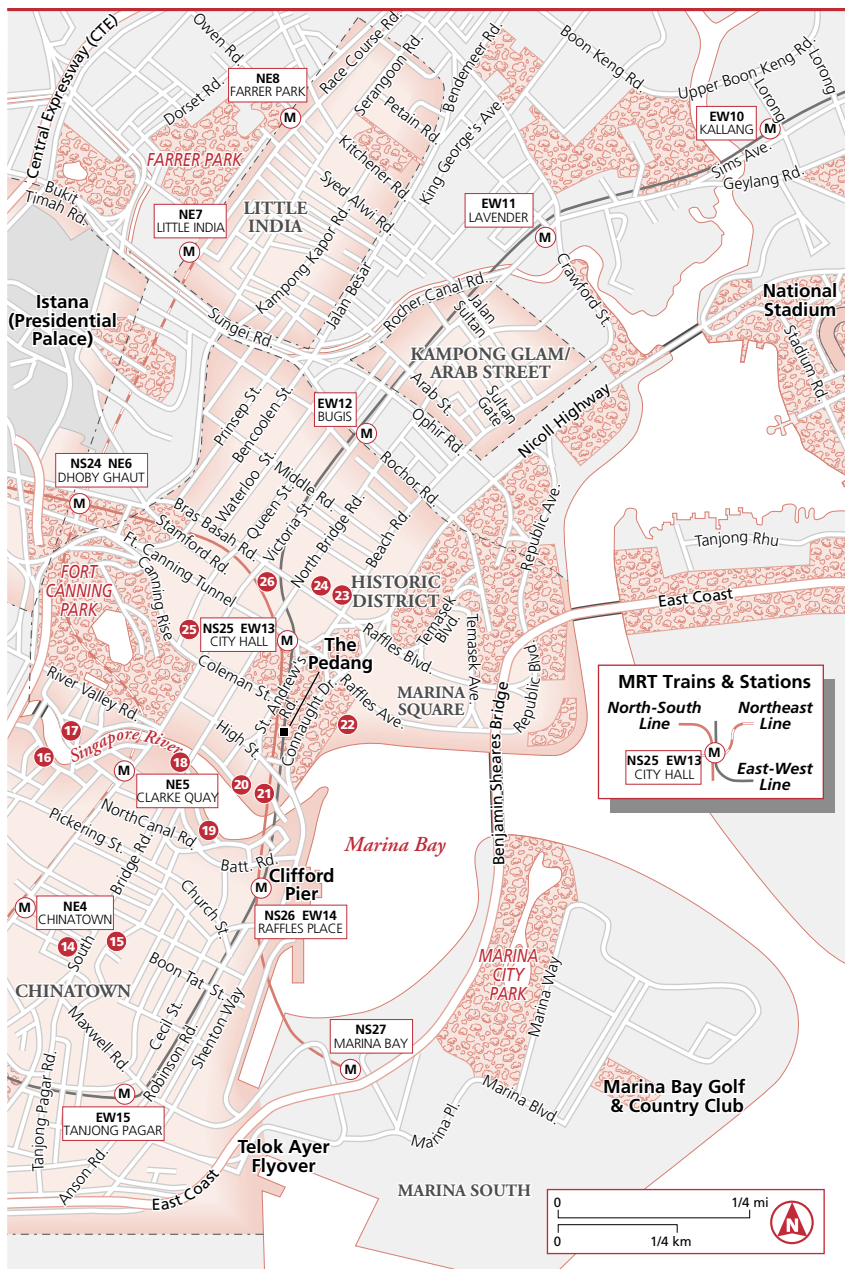 Owen Rd.
Race Course Rd.
Serangoon Rd.
Bendemeer Rd.
Boon Keng Rd.
Upper Boon Keng Rd.
Lorong
Lorong
Central Expressway (CTE)
NE8
FARRER PARK
Dorset Rd.
Petain Rd.
King George's Ave.
EW10
KALLANG
FARRER PARK
Kitchener Rd.
Sims Ave.
Geylang Rd.
Bukit
Timah Rd.
Syed Alwi Rd
NE7
LITTLE INDIA
LITTLE
INDIA
EW11
LAVENDER
Kampong Kapor Rd.
Jalan Besar
Crawford St.
Istana
(Presidential
Palace)
Sungei Rd.
Rocher Canal Rd.
Jalan
Sultan
National
Stadium
Stadium Rd.
KAMPONG GLAM/
ARAB STREET
Arab St.
Sultan
Gate
Prinsep St.
Bencoolen St.
EW12
BUGIS
Ophir Rd.
Nicoll Highway
NS24 NE6
DHOBY GHAUT
Waterloo St.
Middle Rd.
Rochor Rd.
Queen St.
Victoria St.
Bras Basah Rd.
Stamford Rd.
North Bridge Rd.
Beach Rd.
Republic Ave.
Tanjong Rhu
Ft. Canning Tunnel
FORT
CANNING
PARK
Canning Rise
26
24
23
HISTORIC
DISTRICT
East Coast
25
NS25 EW13
CITY HALL
The
Pedang
Raffles Blvd.
Temasek
Blvd.
Temasek Ave.
Republic Blvd.
Coleman St.
St. Andrew's
Rd.
Connaught Dr.
Raffles Ave.
MARINA
SQUARE
River Valley Rd.
High St.
22
MRT Trains & Stations
North-South
Line
Northeast
Line
M
NS25 EW13
CITY HALL
East-West
Line
17
16
Singapore River
18
M
NE5
CLARKE QUAY
20
21
Benjamin Sheares Bridge
NorthCanal Rd.
19
Pickering St.
Marina Bay
Batt. Rd.
Bridge Rd.
Clifford
Pier
M
NS26 EW14
RAFFLES PLACE
Church St.
M
NE4
CHINATOWN
14
South
15
Boon Tat St.
MARINA
CITY
PARK
Marina Way
CHINATOWN
Cecil St.
Robinson Rd.
Shenton Way
Maxwell Rd.
NS27
MARINA BAY
M
Tanjong Pagar Rd.
M
EW15
TANJONG PAGAR
Marina Blvd.
Marina Pl.
Marina Bay Golf
& Country Club
Anson Rd.
Telok Ayer
Flyover
East Coast
MARINA SOUTH
0
1/4 mi
0
1/4 km
N
M
M
M
M
M
M
M